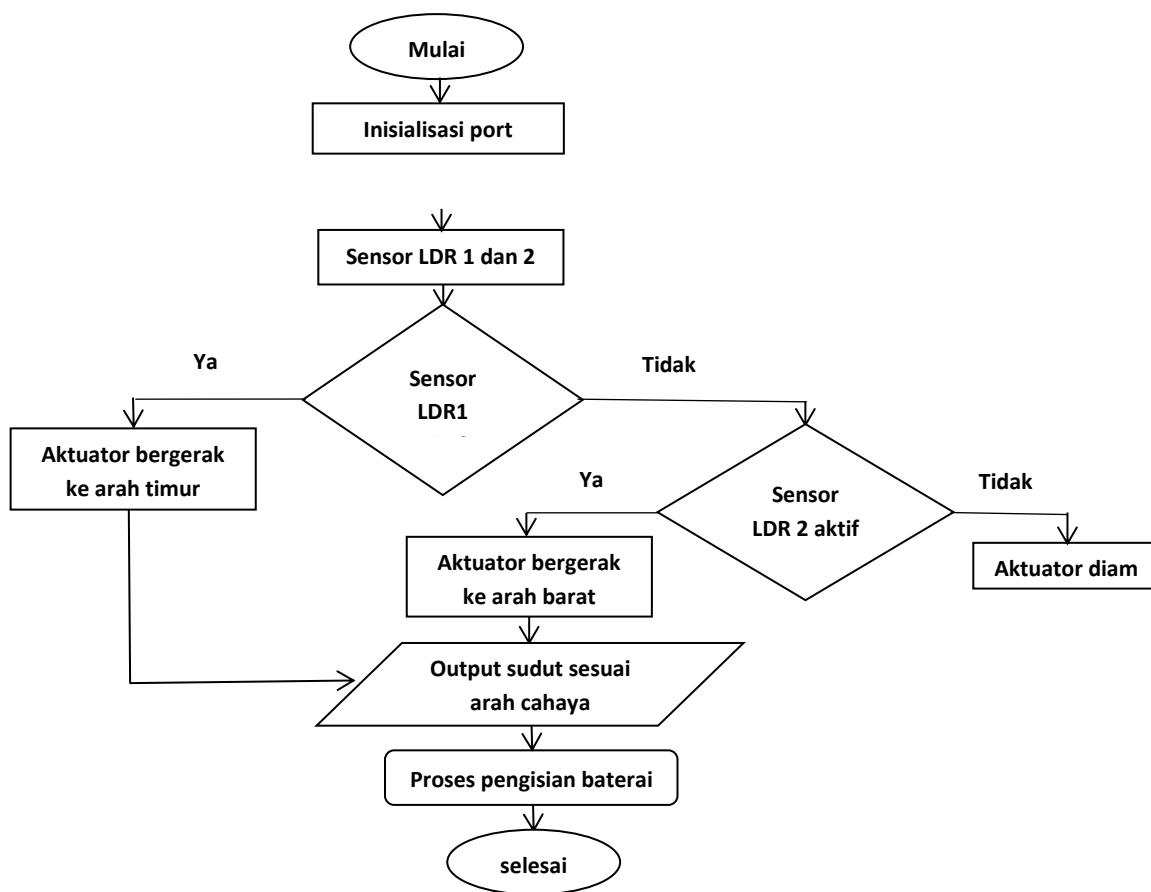 Mulai
Inisialisasi port
Sensor LDR 1 dan 2
Ya
Tidak
Sensor
LDR1
Aktuator bergerak
ke arah timur
Ya
Tidak
Sensor
LDR 2 aktif
Aktuator bergerak
ke arah barat
Aktuator diam
Output sudut sesuai
arah cahaya
Proses pengisian baterai
selesai